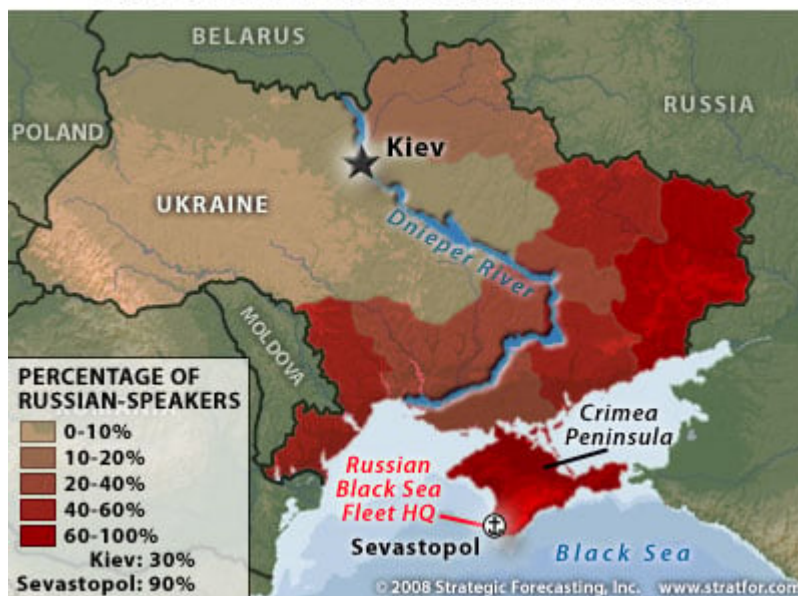 BELARUS
POLAND
RUSSIA
Kiev
UKRAINE
Dnieper River
MOLDOVA
PERCENTAGE OF
RUSSIAN-SPEAKERS
0-10%
10-20%
20-40%
40-60%
60-100%
Kiev: 30%
Sevastopol: 90%
Crimea
Peninsula
Russian
Black Sea
Fleet HQ
Sevastopol
Black Sea
© 2008 Strategic Forecasting, Inc. www.stratfor.com